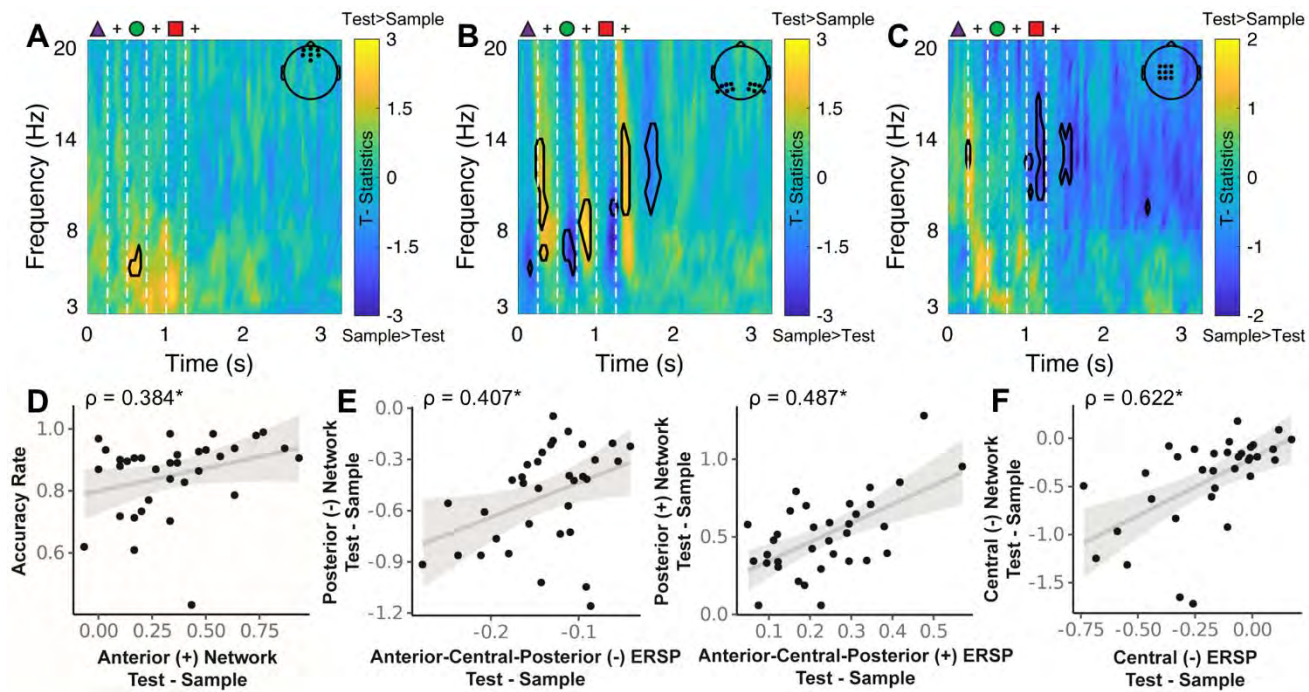 A
+ + +
Test>Sample
20
14
8
3
Frequency (Hz)
0 1 2 3
Time (s)
3
1.5
0
-1.5
-3
T- Statistics
Sample>Test
B
+ + +
Test>Sample
20
14
8
3
Frequency (Hz)
0 1 2 3
Time (s)
3
1.5
0
-1.5
-3
T- Statistics
Sample>Test
C
+ + +
Test>Sample
20
14
8
3
Frequency (Hz)
0 1 2 3
Time (s)
2
1
0
-1
-2
T- Statistics
Sample>Test
D
ρ = 0.384*
1.0
0.8
0.6
Accuracy Rate
0.00 0.25 0.50 0.75
Anterior (+) Network
Test - Sample
E
ρ = 0.407*
0.0
-0.3
-0.6
-0.9
-1.2
Posterior (-) Network
Test - Sample
-0.2 -0.1
Anterior-Central-Posterior (-) ERSP
Test - Sample
ρ = 0.487*
1.0
0.5
0.0
Posterior (+) Network
Test - Sample
0.1 0.2 0.3 0.4 0.5
Anterior-Central-Posterior (+) ERSP
Test - Sample
F
ρ = 0.622*
0.0
-0.5
-1.0
-1.5
Central (-) Network
Test - Sample
-0.75 -0.50 -0.25 0.00
Central (-) ERSP
Test - Sample